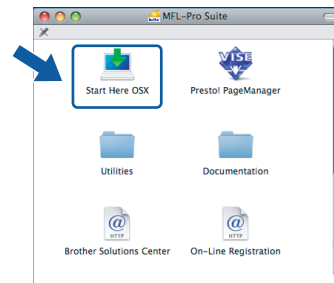 MFL-Pro Suite
VISE
Start Here OSX
Presto! PageManager
Utilities
Documentation
@
HTTP
@
HTTP
Brother Solutions Center
On-Line Registration